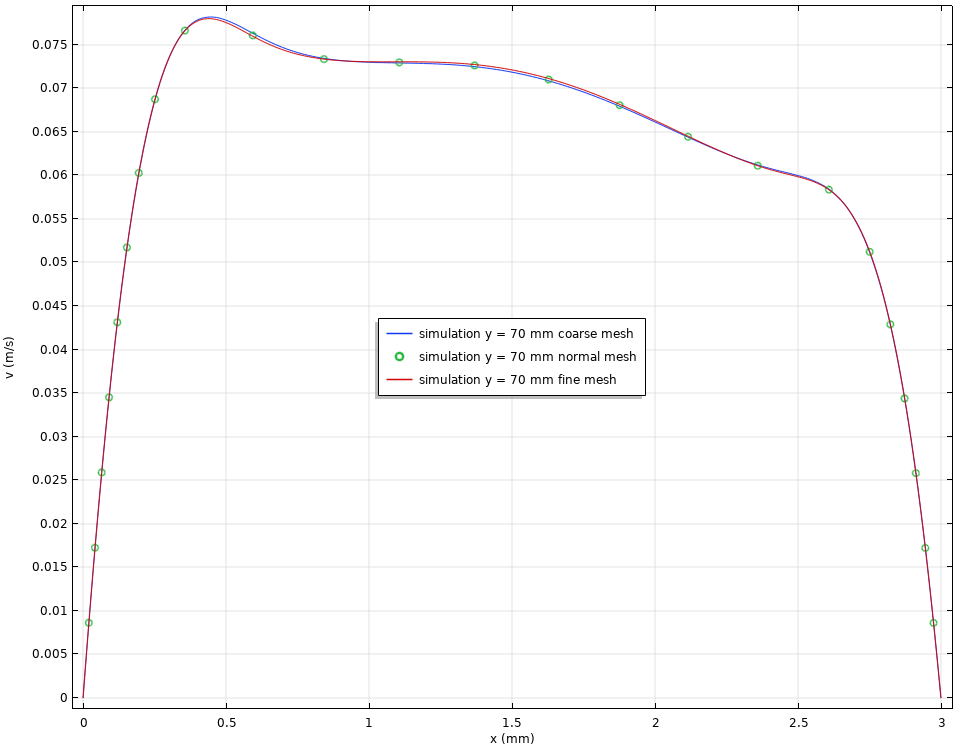 0.075
0.07
0.065
0.06
0.055
0.05
0.045
0.04
0.035
0.03
0.025
0.02
0.015
0.01
0.005
0
v (m/s)
simulation y = 70 mm coarse mesh
simulation y = 70 mm normal mesh
simulation y = 70 mm fine mesh
0 0.5 1 1.5 2 2.5 3
x (mm)